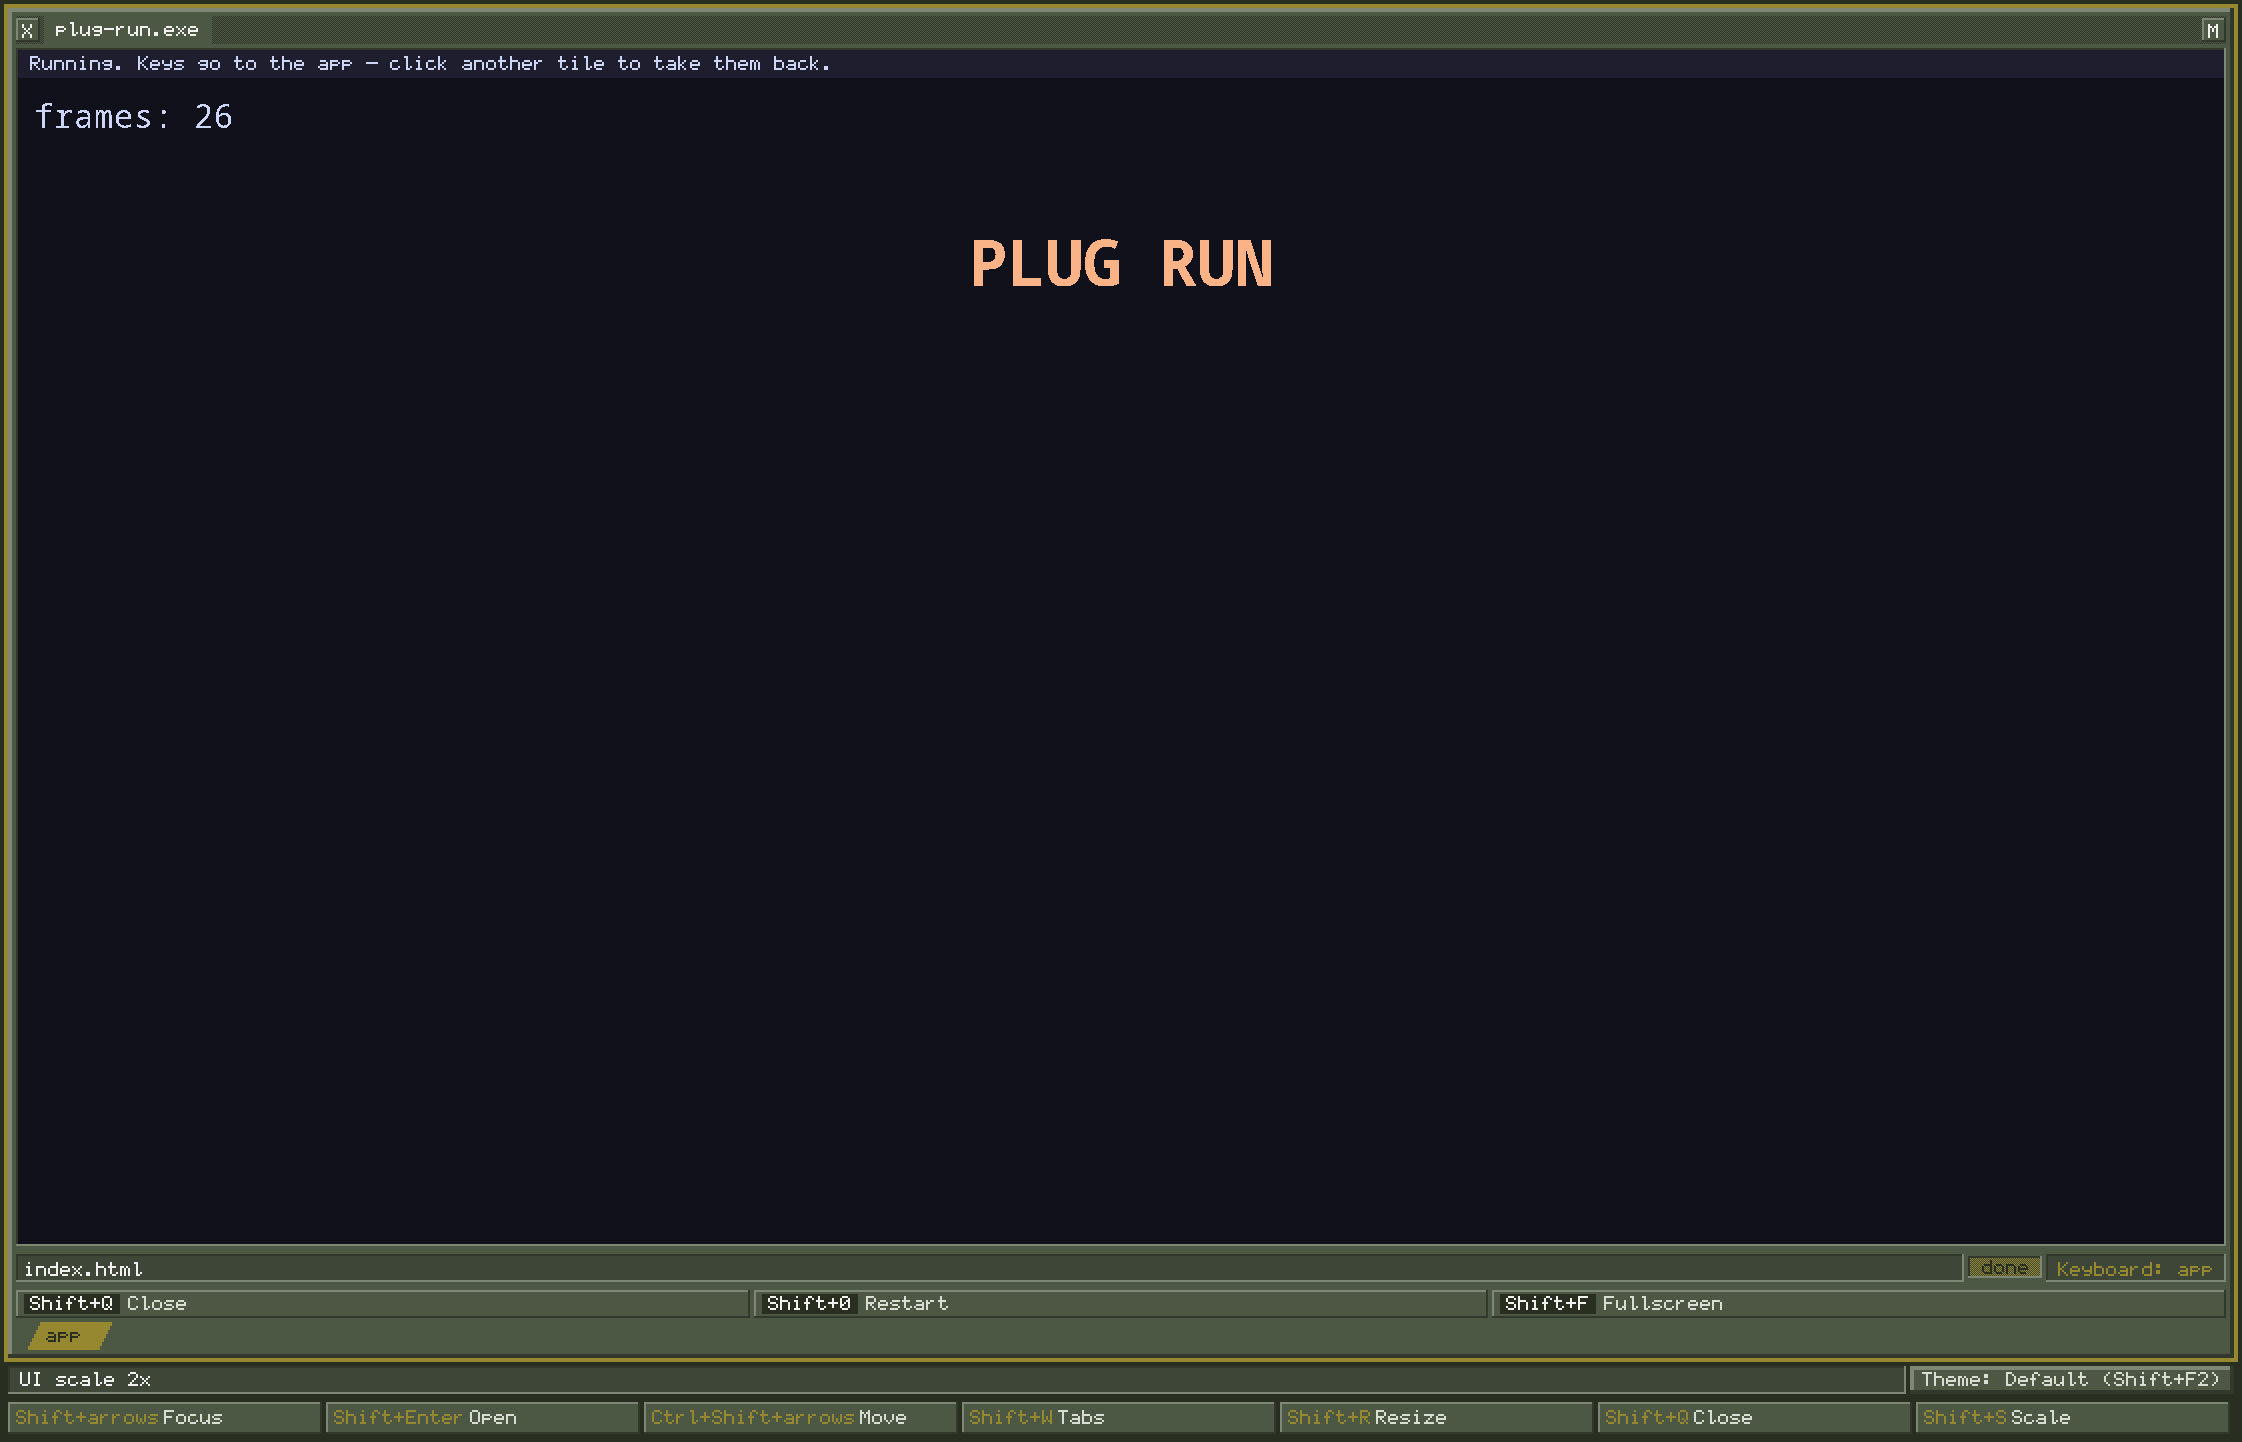 X plug-run.exe M
Running. Keys go to the app — click another tile to take them back.
frames: 26
PLUG RUN
index.html done Keyboard: app
Shift+Q Close Shift+0 Restart Shift+F Fullscreen
app
UI scale 2x Theme: Default (Shift+F2)
Shift+arrows Focus Shift+Enter Open Ctrl+Shift+arrows Move Shift+W Tabs Shift+R Resize Shift+Q Close Shift+S Scale